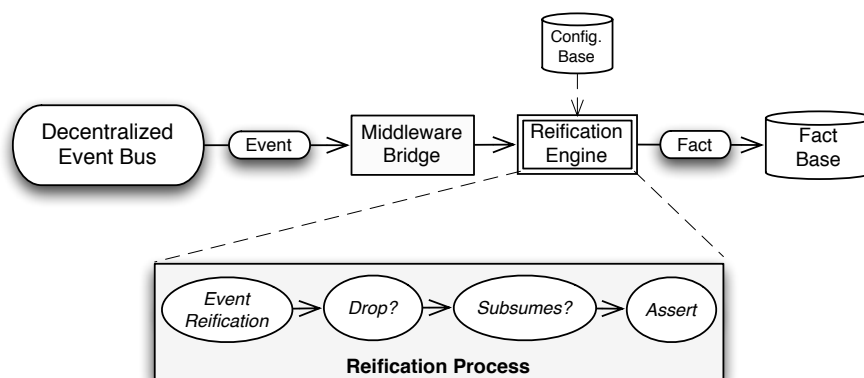 Config.
Base
Decentralized
Event Bus
Event
Middleware
Bridge
Reification
Engine
Fact
Fact
Base
Event
Reification
Drop?
Subsumes?
Assert
Reification Process